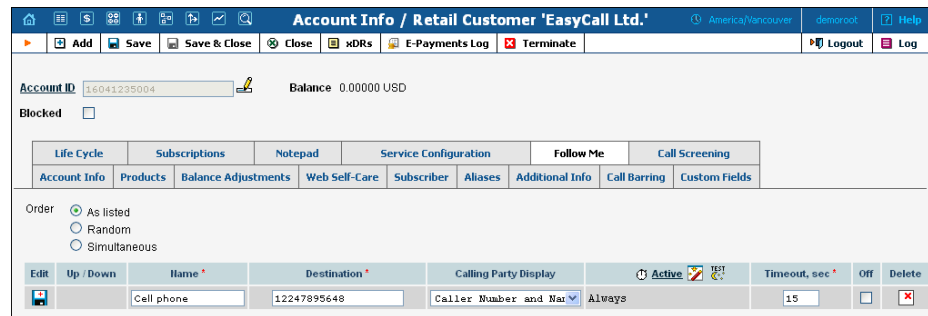 Account Info / Retail Customer 'EasyCall Ltd.' America/Vancouver demoroot ? Help
Add Save Save & Close Close xDRs E-Payments Log Terminate Logout Log
Account ID 16041235004 Balance 0.00000 USD
Blocked
Life Cycle Subscriptions Notepad Service Configuration Follow Me Call Screening
Account Info Products Balance Adjustments Web Self-Care Subscriber Aliases Additional Info Call Barring Custom Fields
Order As listed
Random
Simultaneous
Edit Up / Down Name * Destination * Calling Party Display Active TEST Timeout, sec * Off Delete
Cell phone 12247895648 Caller Number and Nar Always 15